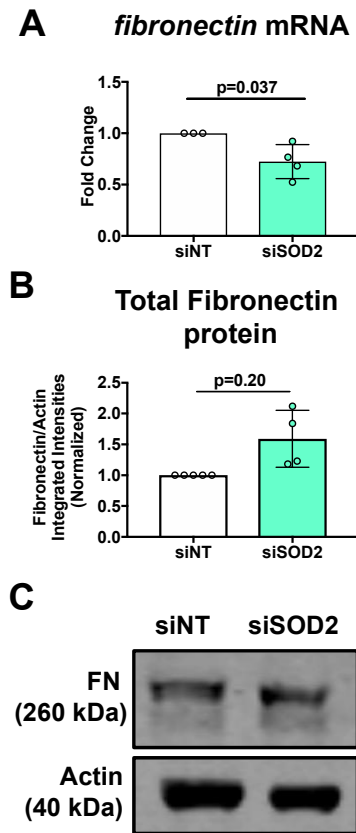 A
fibronectin mRNA
Fold Change
1.5
1.0
0.5
0.0
p=0.037
siNT
siSOD2
B
Total Fibronectin
protein
Fibronectin/Actin
Integrated Intensities
(Normalized)
2.5
2.0
1.5
1.0
0.5
0.0
p=0.20
siNT
siSOD2
C
siNT
siSOD2
FN
(260 kDa)
Actin
(40 kDa)